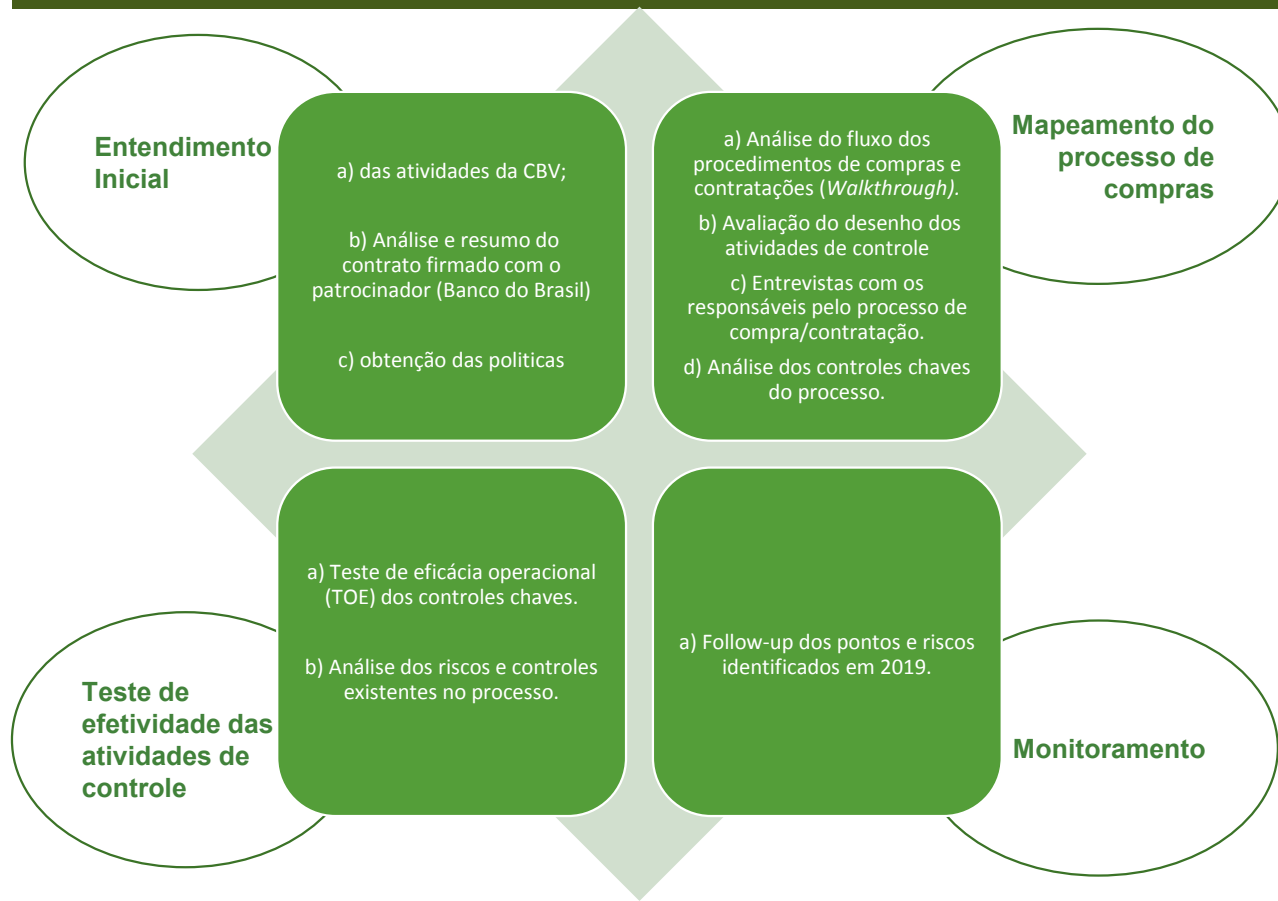 Entendimento
Inicial
a) das atividades da CBV;
b) Análise e resumo do
contrato firmado com o
patrocinador (Banco do Brasil)
c) obtenção das politicas
a) Análise do fluxo dos
procedimentos de compras e
contratações (Walkthrough).
b) Avaliação do desenho dos
atividades de controle
c) Entrevistas com os
responsáveis pelo processo de
compra/contratação.
d) Análise dos controles chaves
do processo.
Mapeamento do
processo de
compras
Teste de
efetividade das
atividades de
controle
a) Teste de eficácia operacional
(TOE) dos controles chaves.
b) Análise dos riscos e controles
existentes no processo.
a) Follow-up dos pontos e riscos
identificados em 2019.
Monitoramento